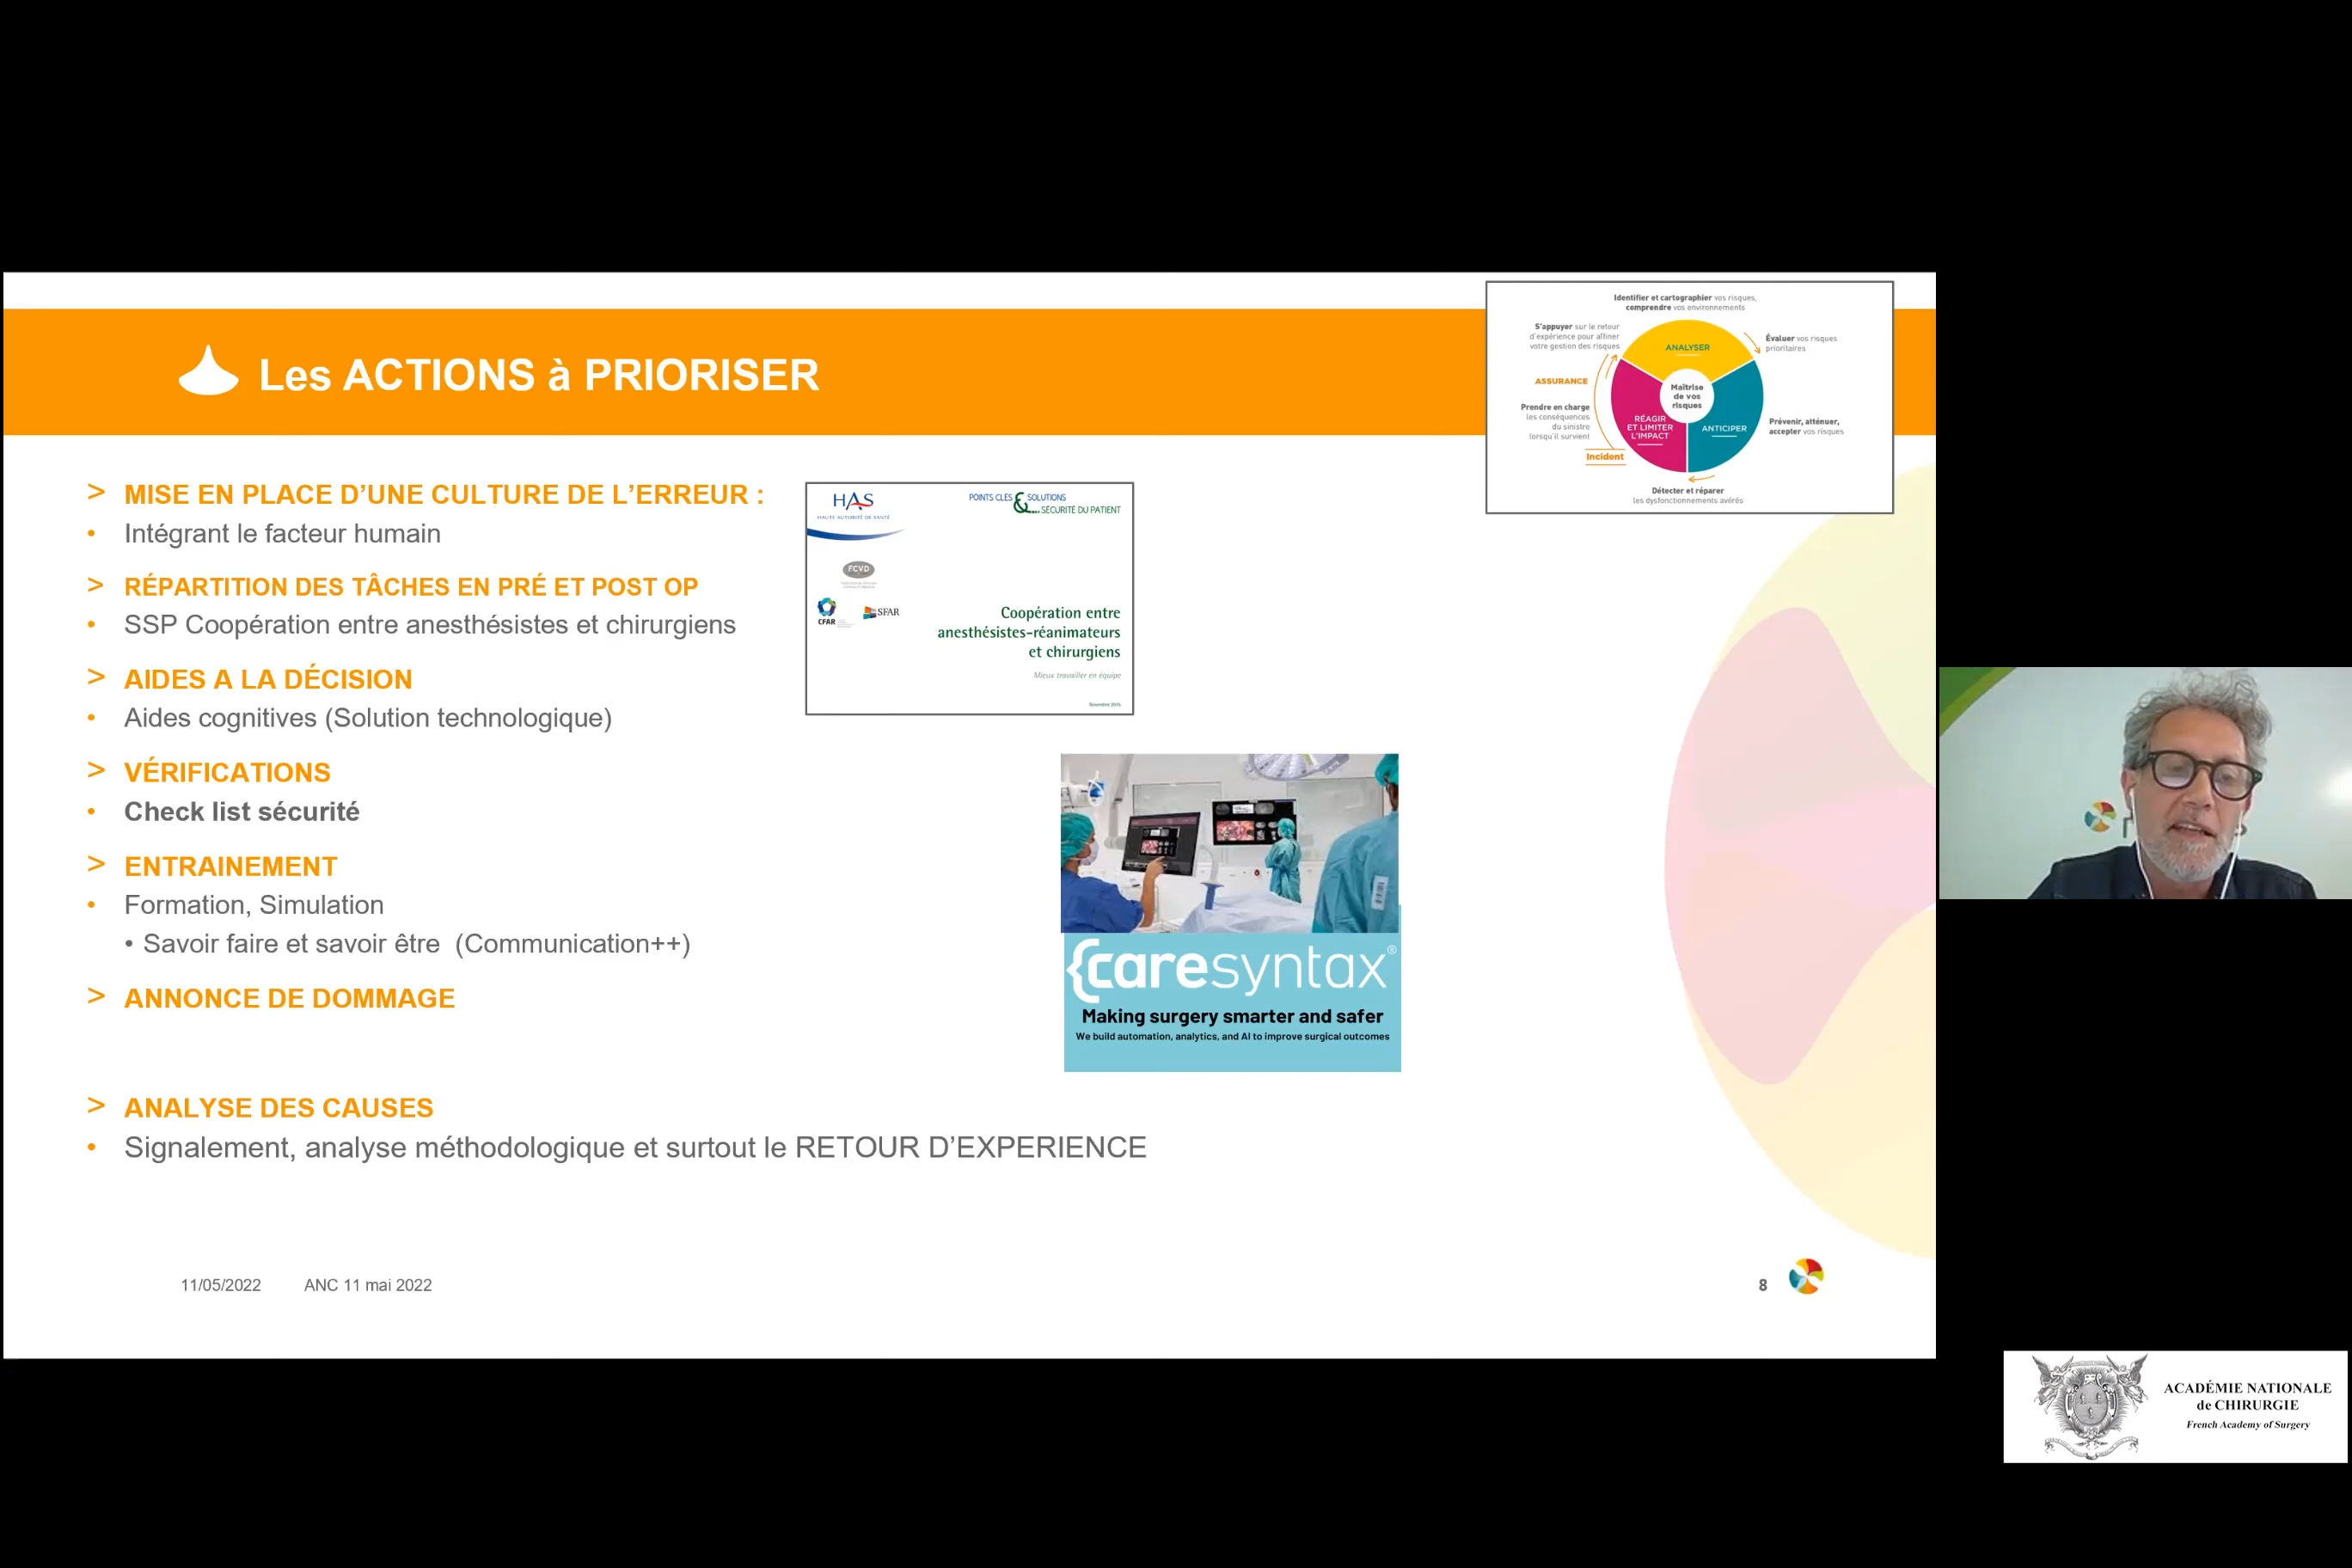 Les ACTIONS à PRIORISER
Identifier et cartographier vos risques,
comprendre vos environnements
S'appuyer sur le retour
d'expérience pour affiner
votre gestion des risques
Évaluer vos risques
prioritaires
ANALYSER
ASSURANCE
Maîtrise
de vos
risques
Prendre en charge
les conséquences
du sinistre
lorsqu'il survient
RÉAGIR
ET LIMITER
L'IMPACT
ANTICIPER
Prévenir, atténuer,
accepter vos risques
Incident
Détecter et réparer
les dysfonctionnements avérés
> MISE EN PLACE D'UNE CULTURE DE L'ERREUR :
• Intégrant le facteur humain
> RÉPARTITION DES TÂCHES EN PRÉ ET POST OP
• SSP Coopération entre anesthésistes et chirurgiens
> AIDES A LA DÉCISION
• Aides cognitives (Solution technologique)
> VÉRIFICATIONS
• Check list sécurité
> ENTRAINEMENT
• Formation, Simulation
• Savoir faire et savoir être (Communication++)
> ANNONCE DE DOMMAGE
> ANALYSE DES CAUSES
• Signalement, analyse méthodologique et surtout le RETOUR D'EXPERIENCE
HAS
HAUTE AUTORITÉ DE SANTÉ
POINTS CLÉS & SOLUTIONS
SÉCURITÉ DU PATIENT
FCVD
CFAR
SFAR
Coopération entre
anesthésistes-réanimateurs
et chirurgiens
Mieux travailler en équipe
{caresyntax®
Making surgery smarter and safer
We build automation, analytics, and AI to improve surgical outcomes
11/05/2022 ANC 11 mai 2022
8
ACADÉMIE NATIONALE
de CHIRURGIE
French Academy of Surgery